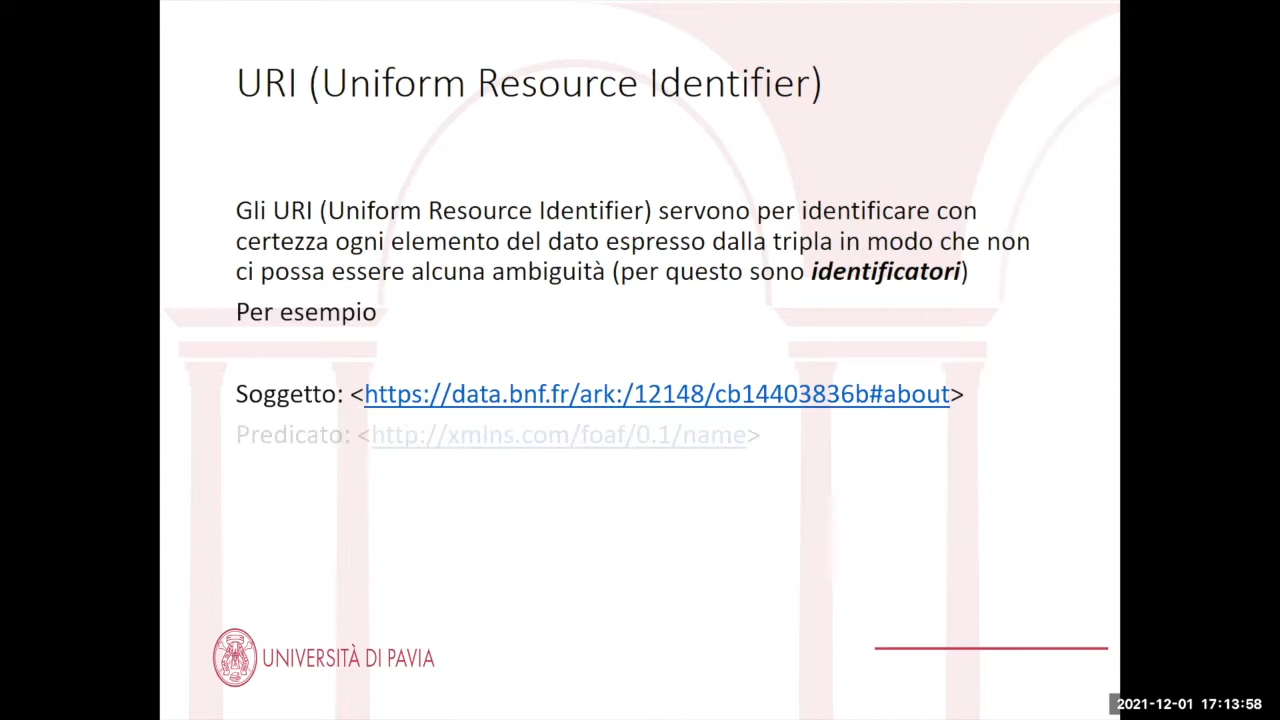 URI (Uniform Resource Identifier)
Gli URI (Uniform Resource Identifier) servono per identificare con
certezza ogni elemento del dato espresso dalla tripla in modo che non
ci possa essere alcuna ambiguità (per questo sono identificatori)
Per esempio
Soggetto: <https://data.bnf.fr/ark:/12148/cb14403836b#about>
Predicato: <http://xmlns.com/foaf/0.1/name>
UNIVERSITÀ DI PAVIA
2021-12-01 17:13:58